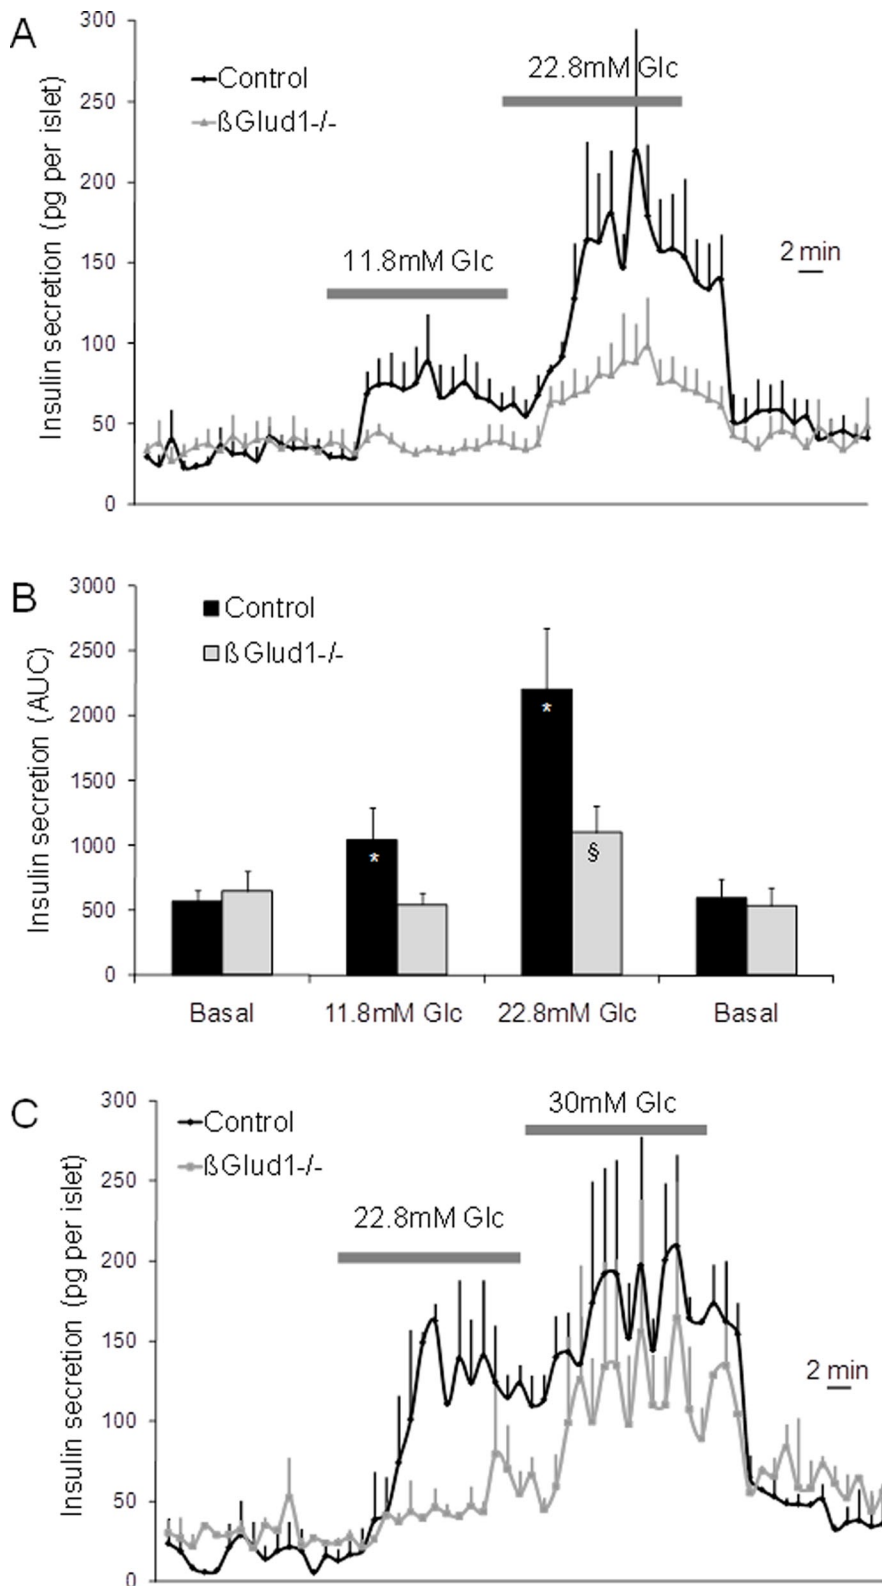 A
Insulin secretion (pg per islet)
300
250
200
150
100
50
0
Control
ßGlud1-/-
11.8mM Glc
22.8mM Glc
2 min
B
Insulin secretion (AUC)
3000
2500
2000
1500
1000
500
0
Control
ßGlud1-/-
*
*
§
Basal
11.8mM Glc
22.8mM Glc
Basal
C
Insulin secretion (pg per islet)
300
250
200
150
100
50
0
Control
ßGlud1-/-
22.8mM Glc
30mM Glc
2 min